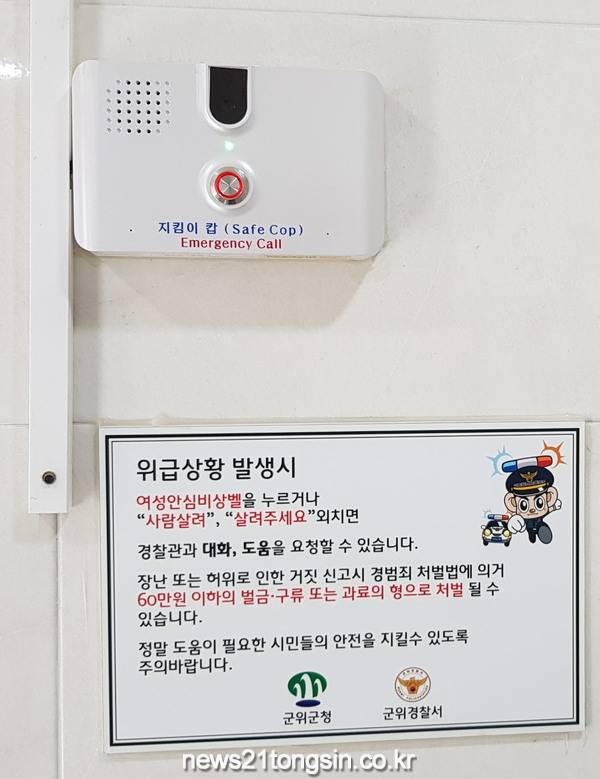 지킴이 캅 (Safe Cop)
Emergency Call
위급상황 발생시
여성안심비상벨을 누르거나
“사람살려”, “살려주세요”외치면
경찰관과 대화, 도움을 요청할 수 있습니다.
장난 또는 허위로 인한 거짓 신고시 경범죄 처벌법에 의거
60만원 이하의 벌금·구류 또는 과료의 형으로 처벌 될 수
있습니다.
정말 도움이 필요한 시민들의 안전을 지킬수 있도록
주의바랍니다.
군위군청 군위경찰서
news21tongsin.co.kr